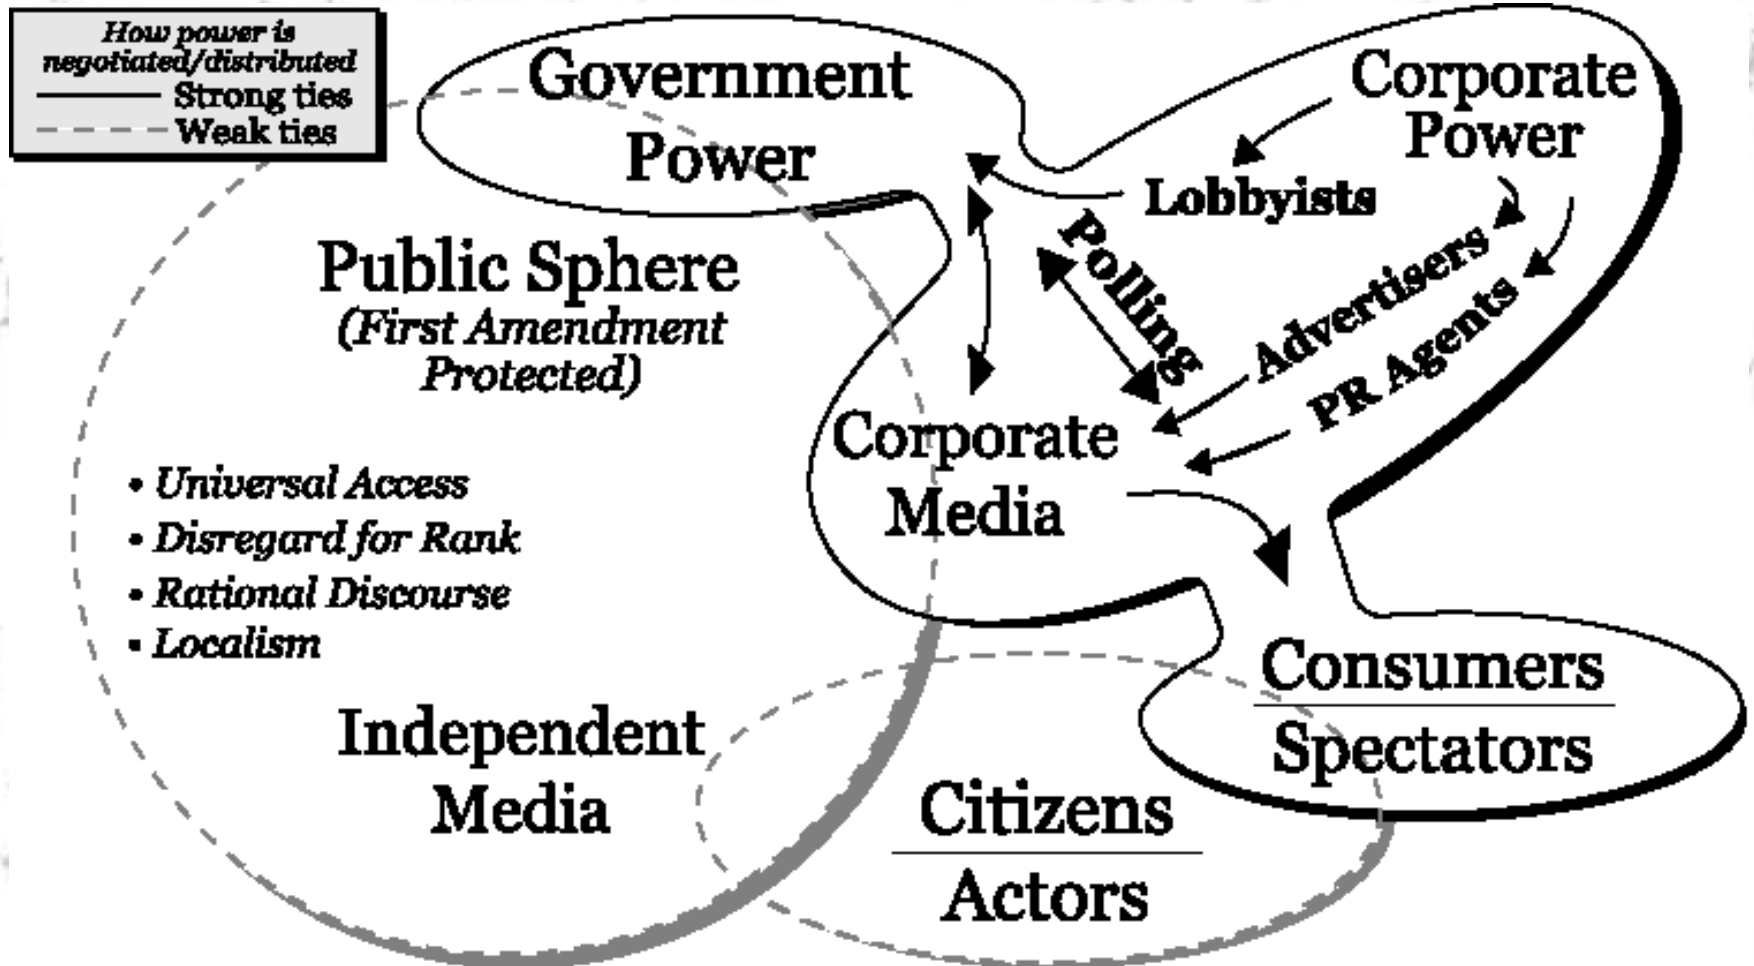 How power is
negotiated/distributed
Strong ties
Weak ties
Government
Power
Corporate
Power
Lobbyists
Polling
Advertisers
PR Agents
Public Sphere
(First Amendment
Protected)
Corporate
Media
• Universal Access
• Disregard for Rank
• Rational Discourse
• Localism
Independent
Media
Consumers
Spectators
Citizens
Actors